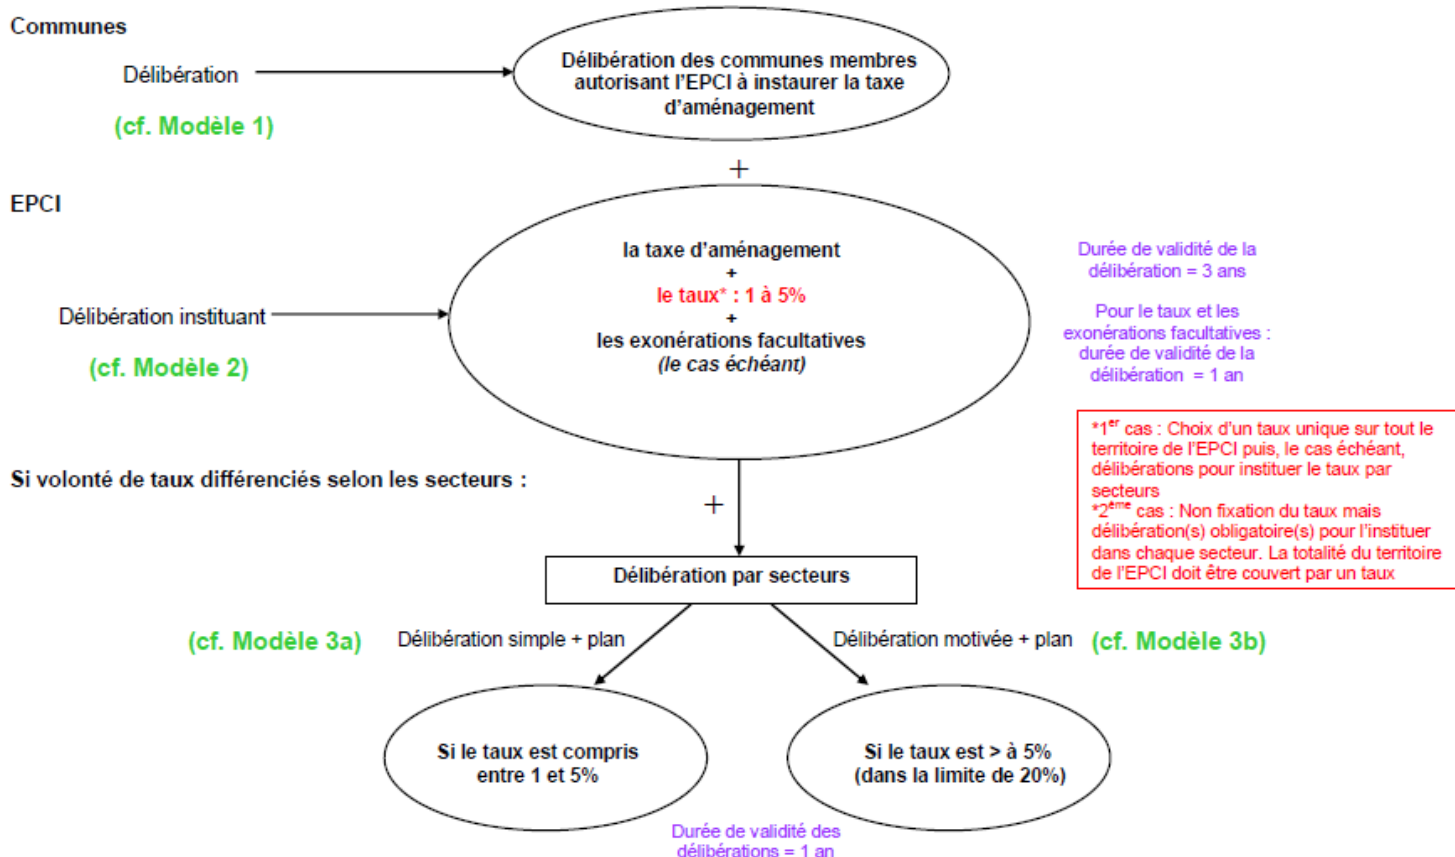 Communes
Délibération
(cf. Modèle 1)
Délibération des communes membres
autorisant l'EPCI à instaurer la taxe
d'aménagement
+
EPCI
Délibération instituant
(cf. Modèle 2)
la taxe d'aménagement
+
le taux* : 1 à 5%
+
les exonérations facultatives
(le cas échéant)
Durée de validité de la
délibération = 3 ans
Pour le taux et les
exonérations facultatives :
durée de validité de la
délibération = 1 an
*1er cas : Choix d'un taux unique sur tout le
territoire de l'EPCI puis, le cas échéant,
délibérations pour instituer le taux par
secteurs
*2ème cas : Non fixation du taux mais
délibération(s) obligatoire(s) pour l'instituer
dans chaque secteur. La totalité du territoire
de l'EPCI doit être couvert par un taux
Si volonté de taux différenciés selon les secteurs :
+
Délibération par secteurs
(cf. Modèle 3a)
Délibération simple + plan
Délibération motivée + plan
(cf. Modèle 3b)
Si le taux est compris
entre 1 et 5%
Si le taux est > à 5%
(dans la limite de 20%)
Durée de validité des
délibérations = 1 an